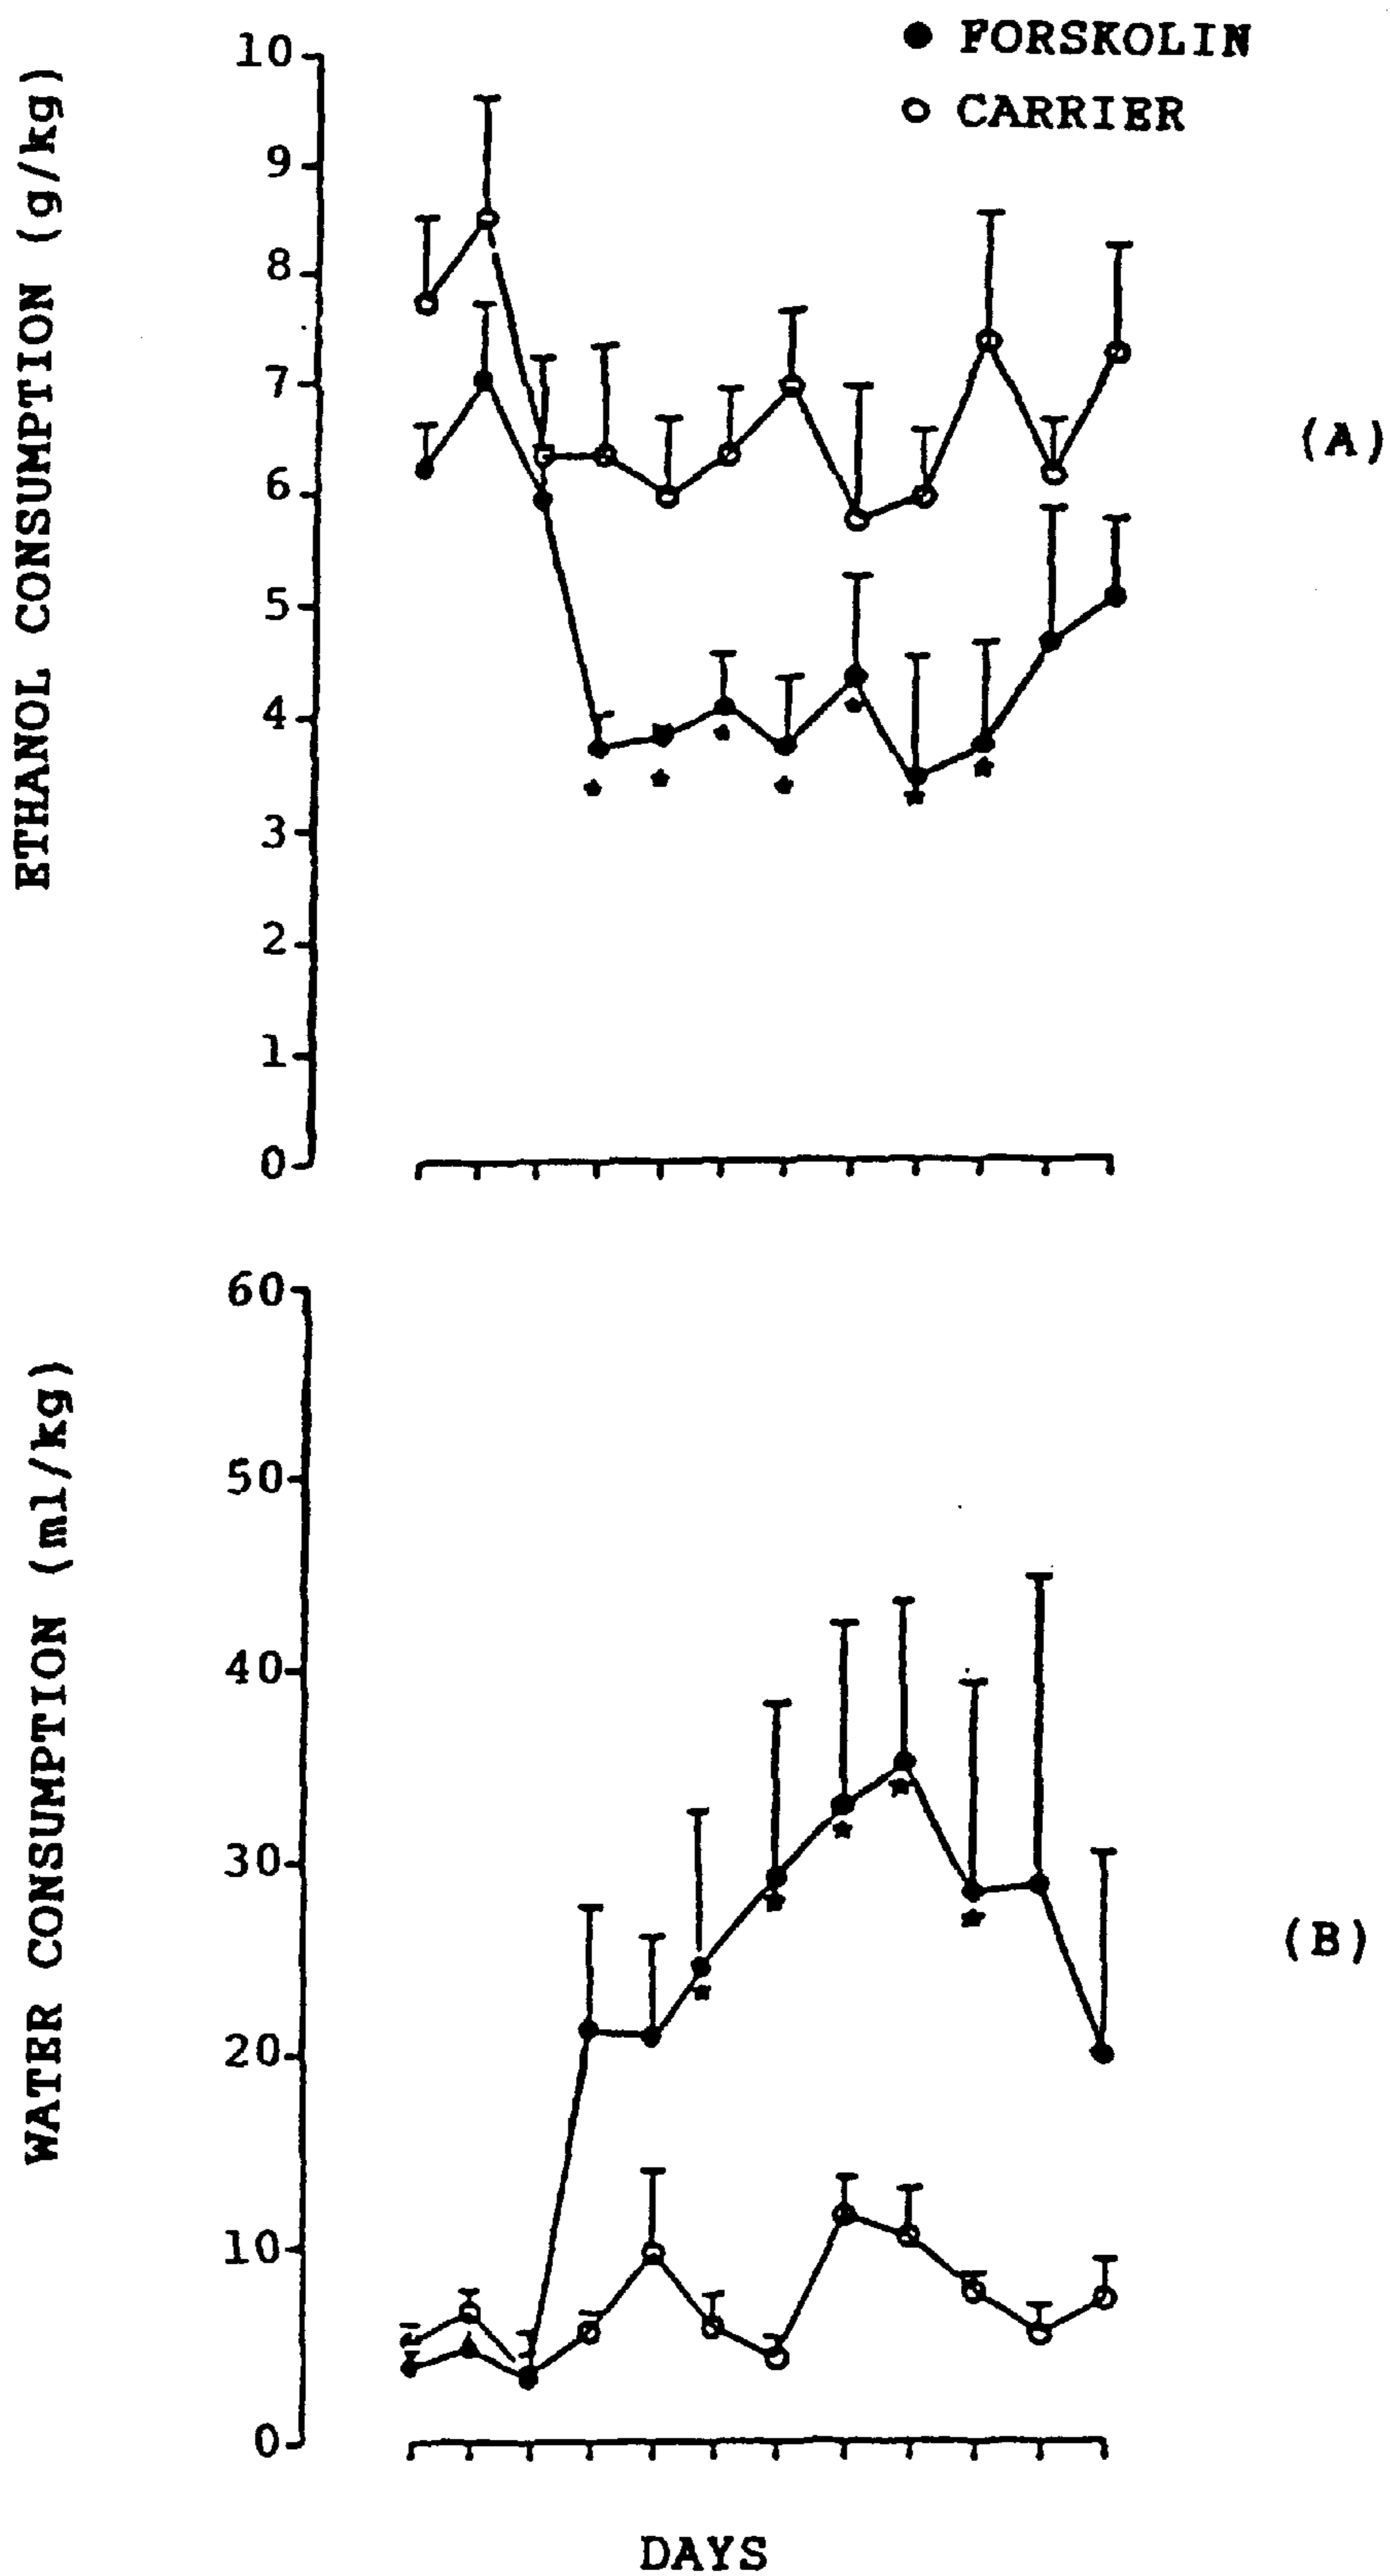 ● FORSKOLIN
○ CARRIER
ETHANOL CONSUMPTION (g/kg)
10
9
8
7
6
5
4
3
2
1
0
(A)
WATER CONSUMPTION (ml/kg)
60
50
40
30
20
10
0
(B)
DAYS